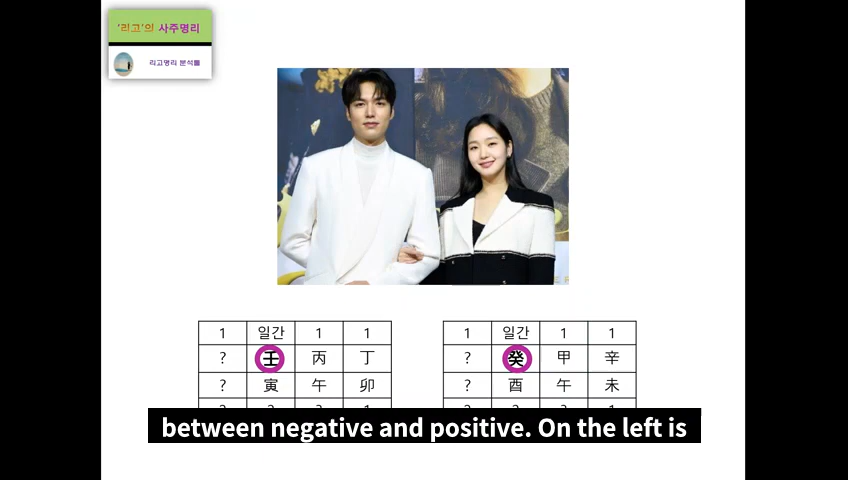 '리고'의 사주명리
리고명리 분석틀
1 일간 1 1
? 壬 丙 丁
? 寅 午 卯
1 일간 1 1
? 癸 甲 辛
? 酉 午 未
between negative and positive. On the left is